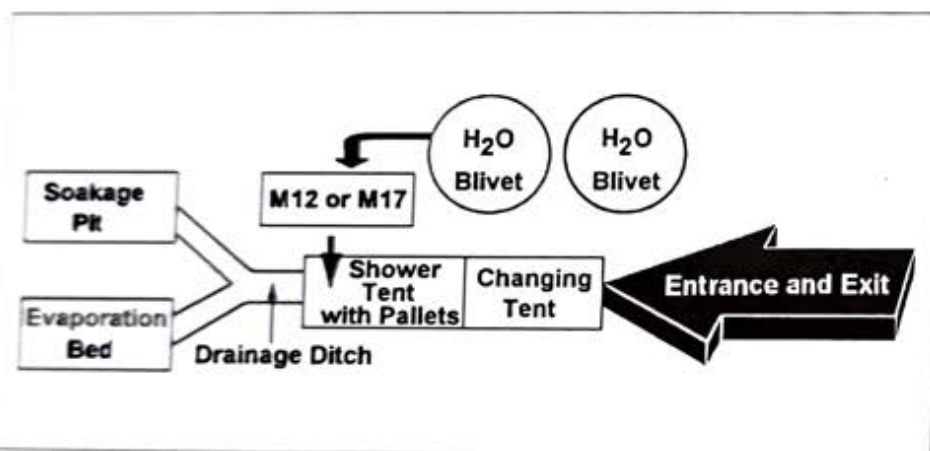 H2O
Blivet
H2O
Blivet
M12 or M17
Soakage
Pit
Shower
Tent
with Pallets
Changing
Tent
Entrance and Exit
Evaporation
Bed
Drainage Ditch